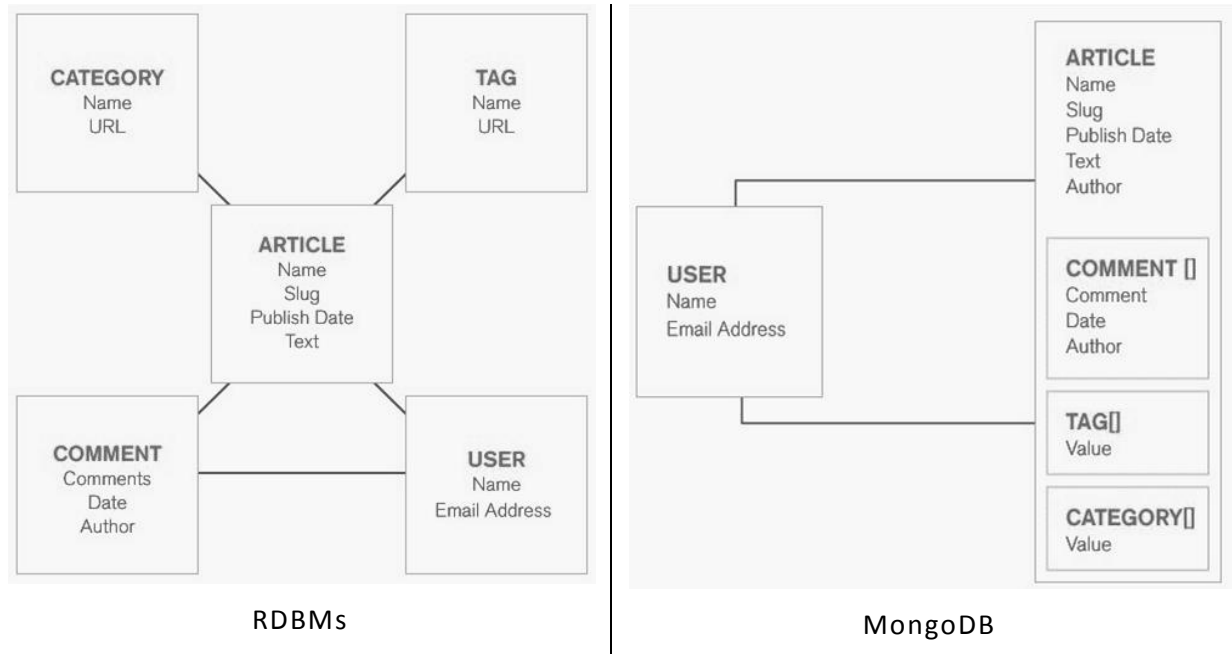 CATEGORY
Name
URL
TAG
Name
URL
ARTICLE
Name
Slug
Publish Date
Text
COMMENT
Comments
Date
Author
USER
Name
Email Address
RDBMs
USER
Name
Email Address
ARTICLE
Name
Slug
Publish Date
Text
Author
COMMENT []
Comment
Date
Author
TAG[]
Value
CATEGORY[]
Value
MongoDB